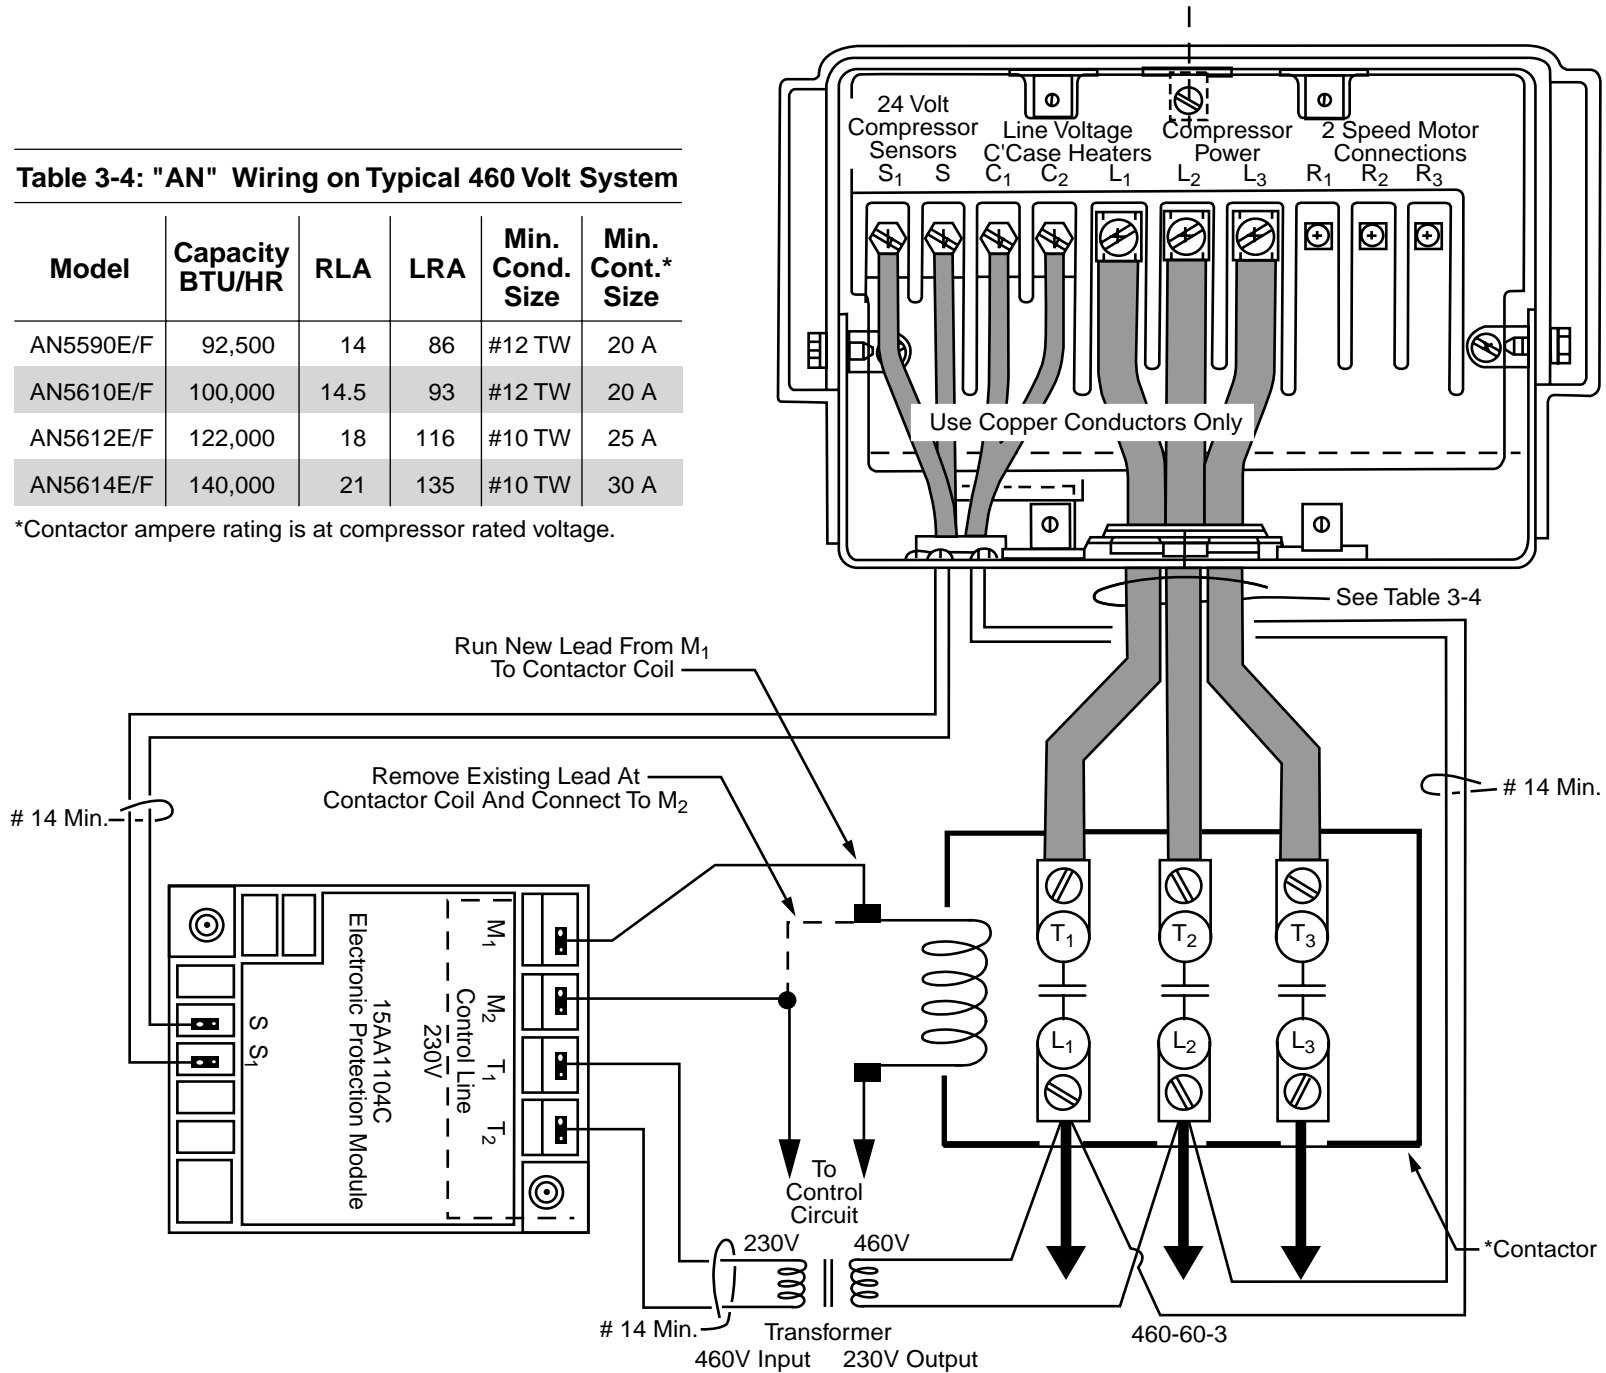 Table 3-4: "AN" Wiring on Typical 460 Volt System
Model Capacity BTU/HR RLA LRA Min. Cond. Size Min. Cont.* Size
AN5590E/F 92,500 14 86 #12 TW 20 A
AN5610E/F 100,000 14.5 93 #12 TW 20 A
AN5612E/F 122,000 18 116 #10 TW 25 A
AN5614E/F 140,000 21 135 #10 TW 30 A
*Contactor ampere rating is at compressor rated voltage.
24 Volt
Compressor
Sensors
Line Voltage
C'Case Heaters
Compressor
Power
2 Speed Motor
Connections
S1 S C1 C2 L1 L2 L3 R1 R2 R3
Use Copper Conductors Only
See Table 3-4
Run New Lead From M1
To Contactor Coil
Remove Existing Lead At
Contactor Coil And Connect To M2
# 14 Min.
# 14 Min.
S
S1
15AA1104C
Electronic Protection Module
Control Line
230V
M1
M2
T1
T2
T1 T2 T3
L1 L2 L3
To
Control
Circuit
230V 460V
*Contactor
# 14 Min.
Transformer
460V Input 230V Output
460-60-3